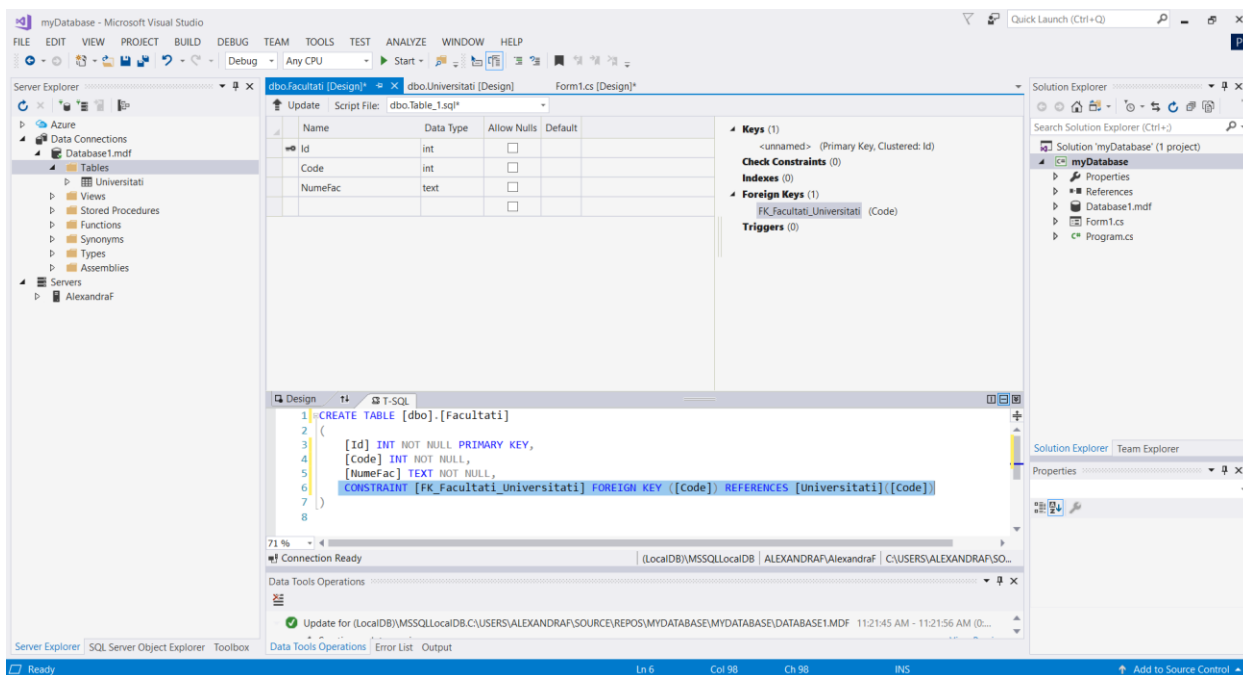 myDatabase - Microsoft Visual Studio
Quick Launch (Ctrl+Q)
FILE EDIT VIEW PROJECT BUILD DEBUG TEAM TOOLS TEST ANALYZE WINDOW HELP
P
Debug Any CPU Start
Server Explorer
Azure
Data Connections
Database1.mdf
Tables
Universitati
Views
Stored Procedures
Functions
Synonyms
Types
Assemblies
Servers
AlexandraF
Server Explorer SQL Server Object Explorer Toolbox
dbo.Facultati [Design]* dbo.Universitati [Design] Form1.cs [Design]*
Update Script File: dbo.Table_1.sql*
Name Data Type Allow Nulls Default
Id int
Code int
NumeFac text
Keys (1)
<unnamed> (Primary Key, Clustered: Id)
Check Constraints (0)
Indexes (0)
Foreign Keys (1)
FK_Facultati_Universitati (Code)
Triggers (0)
Design T-SQL
1 CREATE TABLE [dbo].[Facultati]
2 (
3 [Id] INT NOT NULL PRIMARY KEY,
4 [Code] INT NOT NULL,
5 [NumeFac] TEXT NOT NULL,
6 CONSTRAINT [FK_Facultati_Universitati] FOREIGN KEY ([Code]) REFERENCES [Universitati]([Code])
7 )
8
71 %
Connection Ready (LocalDB)\MSSQLLocalDB ALEXANDRAF\AlexandraF C:\USERS\ALEXANDRAF\SO...
Data Tools Operations
Update for (LocalDB)\MSSQLLocalDB.C:\USERS\ALEXANDRAF\SOURCE\REPOS\MYDATABASE\MYDATABASE\DATABASE1.MDF 11:21:45 AM - 11:21:56 AM (0:...
Data Tools Operations Error List Output
Solution Explorer
Search Solution Explorer (Ctrl+;)
Solution 'myDatabase' (1 project)
myDatabase
Properties
References
Database1.mdf
Form1.cs
Program.cs
Solution Explorer Team Explorer
Properties
Ready Ln 6 Col 98 Ch 98 INS Add to Source Control